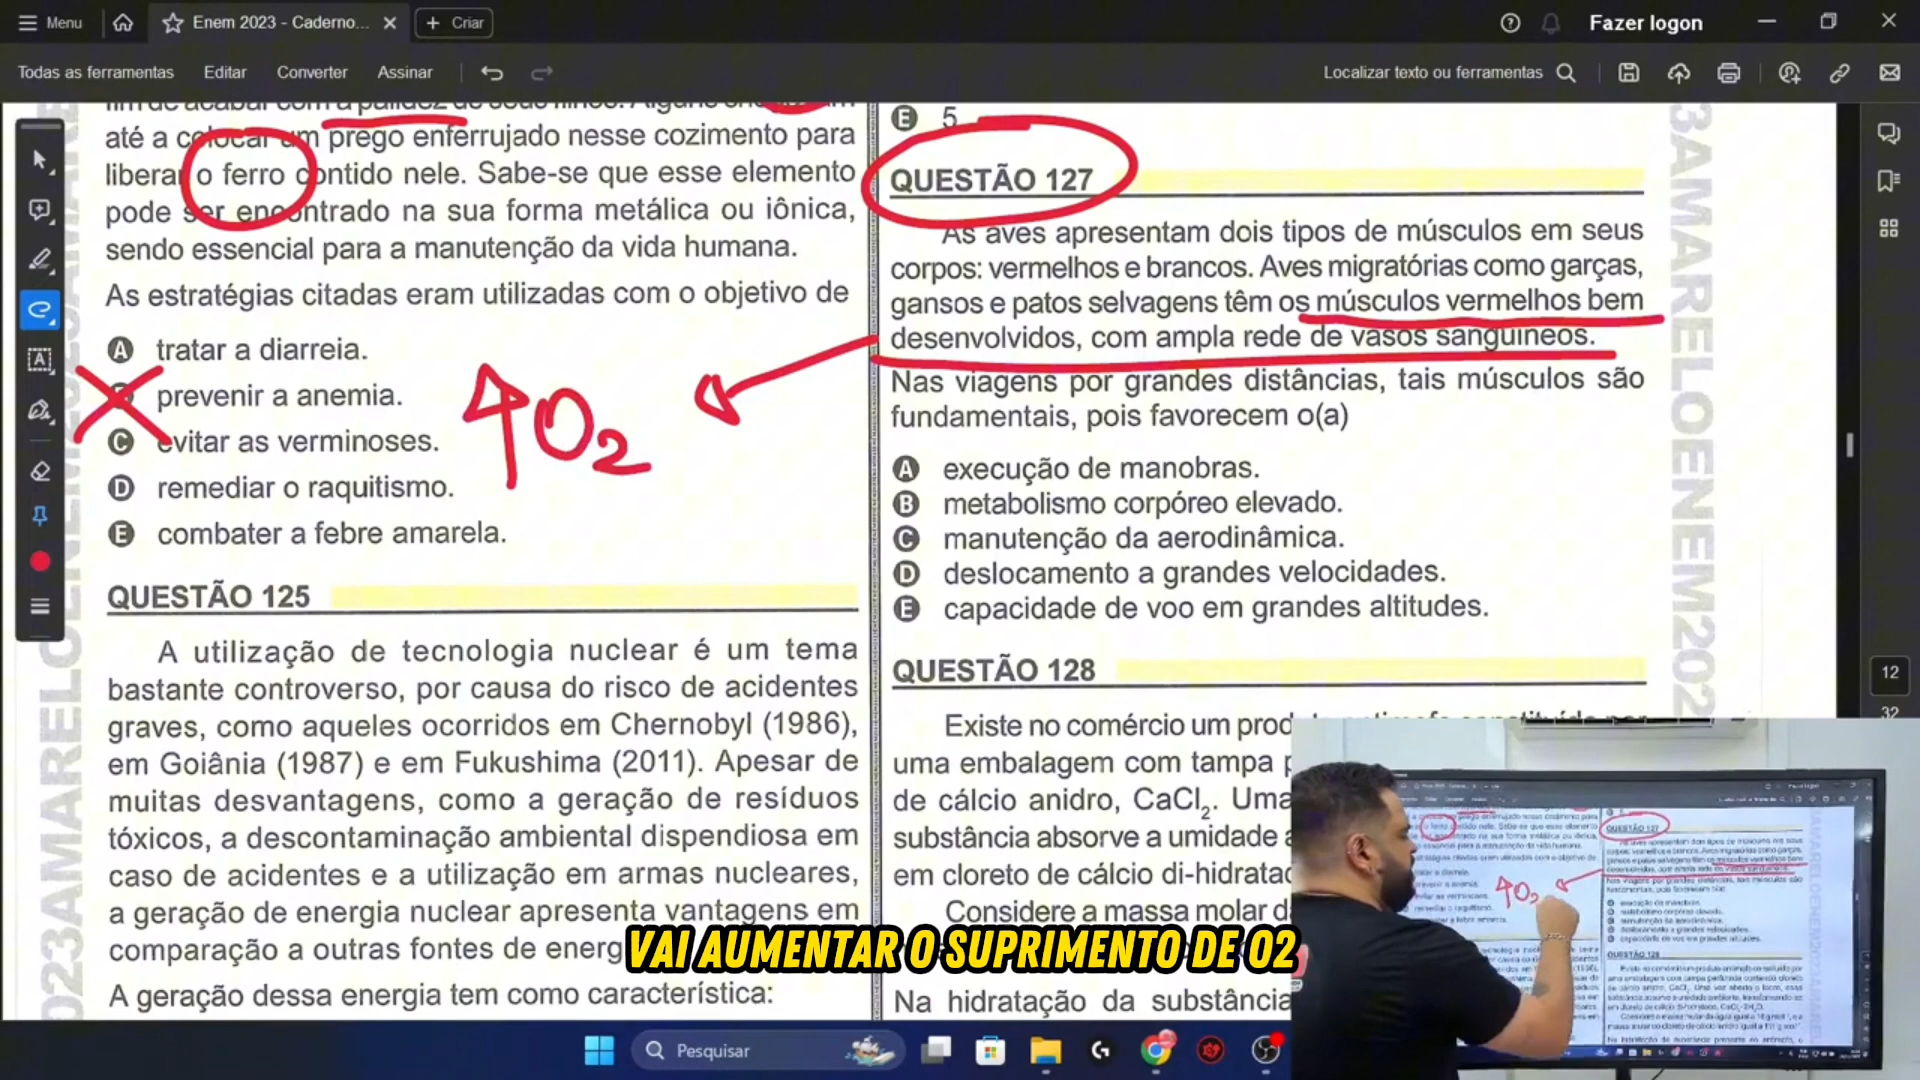 Menu
Enem 2023 - Caderno...
Criar
Fazer logon
Todas as ferramentas
Editar
Converter
Assinar
Localizar texto ou ferramentas
até a colocar um prego enferrujado nesse cozimento para
liberar o ferro contido nele. Sabe-se que esse elemento
pode ser encontrado na sua forma metálica ou iônica,
sendo essencial para a manutenção da vida humana.
As estratégias citadas eram utilizadas com o objetivo de
A tratar a diarreia.
prevenir a anemia.
C evitar as verminoses.
D remediar o raquitismo.
E combater a febre amarela.
↑O₂
QUESTÃO 125
A utilização de tecnologia nuclear é um tema
bastante controverso, por causa do risco de acidentes
graves, como aqueles ocorridos em Chernobyl (1986),
em Goiânia (1987) e em Fukushima (2011). Apesar de
muitas desvantagens, como a geração de resíduos
tóxicos, a descontaminação ambiental dispendiosa em
caso de acidentes e a utilização em armas nucleares,
a geração de energia nuclear apresenta vantagens em
comparação a outras fontes de energ
A geração dessa energia tem como característica:
E 5
QUESTÃO 127
As aves apresentam dois tipos de músculos em seus
corpos: vermelhos e brancos. Aves migratórias como garças,
gansos e patos selvagens têm os músculos vermelhos bem
desenvolvidos, com ampla rede de vasos sanguíneos.
Nas viagens por grandes distâncias, tais músculos são
fundamentais, pois favorecem o(a)
A execução de manobras.
B metabolismo corpóreo elevado.
C manutenção da aerodinâmica.
D deslocamento a grandes velocidades.
E capacidade de voo em grandes altitudes.
QUESTÃO 128
Existe no comércio um
uma embalagem com tampa
de cálcio anidro, CaCl₂. Uma
substância absorve a umidade a
em cloreto de cálcio di-hidratac
Considere a massa molar da
Na hidratação da substância
VAI AUMENTAR O SUPRIMENTO DE O2
12
32
Pesquisar